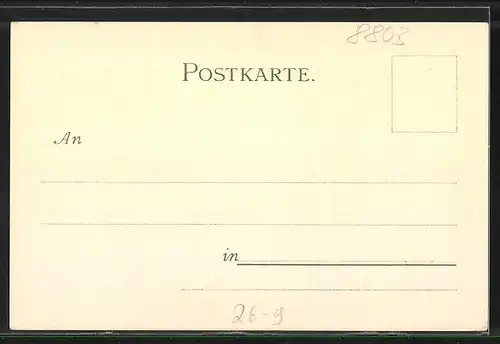 8803
POSTKARTE.
An
in
26-9